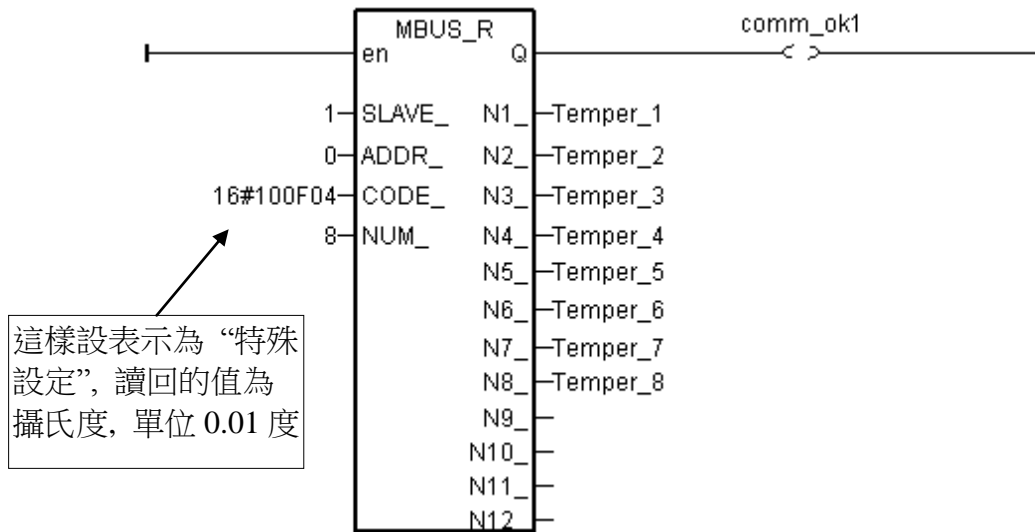 MBUS_R
comm_ok1
en Q
1 SLAVE_ N1_ Temper_1
0 ADDR_ N2_ Temper_2
16#100F04 CODE_ N3_ Temper_3
8 NUM_ N4_ Temper_4
N5_ Temper_5
N6_ Temper_6
N7_ Temper_7
N8_ Temper_8
N9_
N10_
N11_
N12_
這樣設表示為 “特殊
設定”, 讀回的值為
攝氏度, 單位 0.01 度